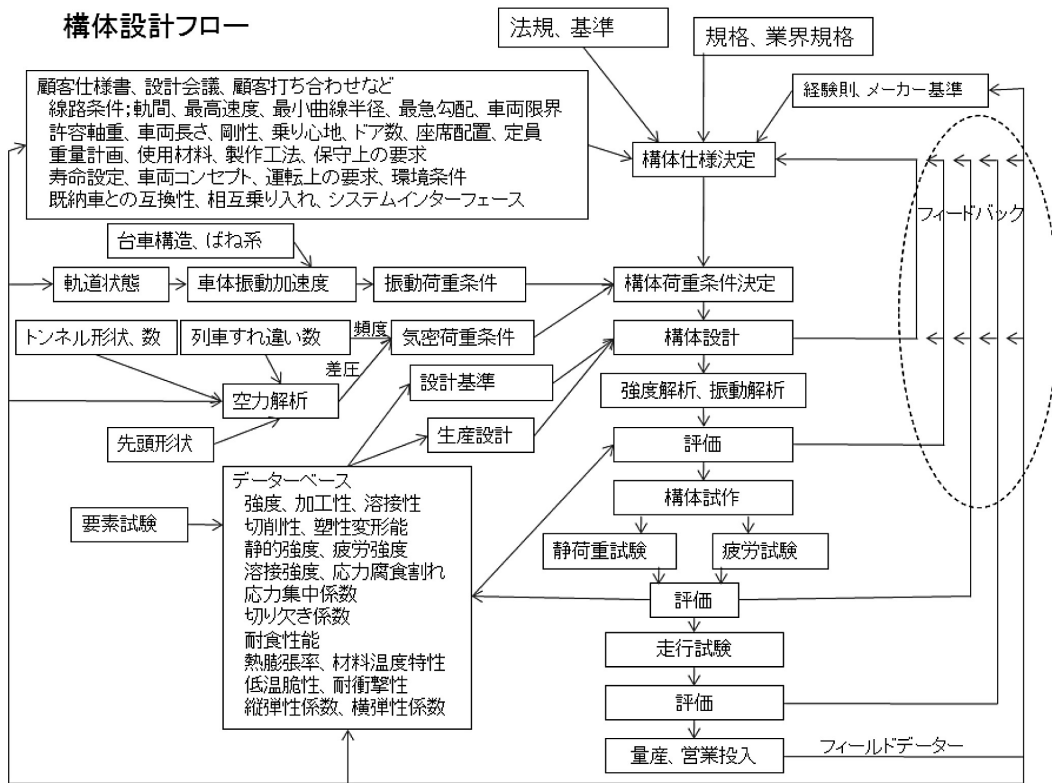 構体設計フロー
法規、基準
規格、業界規格
経験則、メーカー基準
顧客仕様書、設計会議、顧客打ち合わせなど
線路条件;軌間、最高速度、最小曲線半径、最急勾配、車両限界
許容軸重、車両長さ、剛性、乗り心地、ドア数、座席配置、定員
重量計画、使用材料、製作工法、保守上の要求
寿命設定、車両コンセプト、運転上の要求、環境条件
既納車との互換性、相互乗り入れ、システムインターフェース
構体仕様決定
フィードバック
台車構造、ばね系
軌道状態
車体振動加速度
振動荷重条件
構体荷重条件決定
トンネル形状、数
列車すれ違い数
頻度
気密荷重条件
構体設計
差圧
設計基準
強度解析、振動解析
空力解析
先頭形状
生産設計
評価
データーベース
強度、加工性、溶接性
切削性、塑性変形能
静的強度、疲労強度
溶接強度、応力腐食割れ
応力集中係数
切り欠き係数
耐食性能
熱膨張率、材料温度特性
低温脆性、耐衝撃性
縦弾性係数、横弾性係数
要素試験
構体試作
静荷重試験
疲労試験
評価
走行試験
評価
量産、営業投入
フィールドデーター